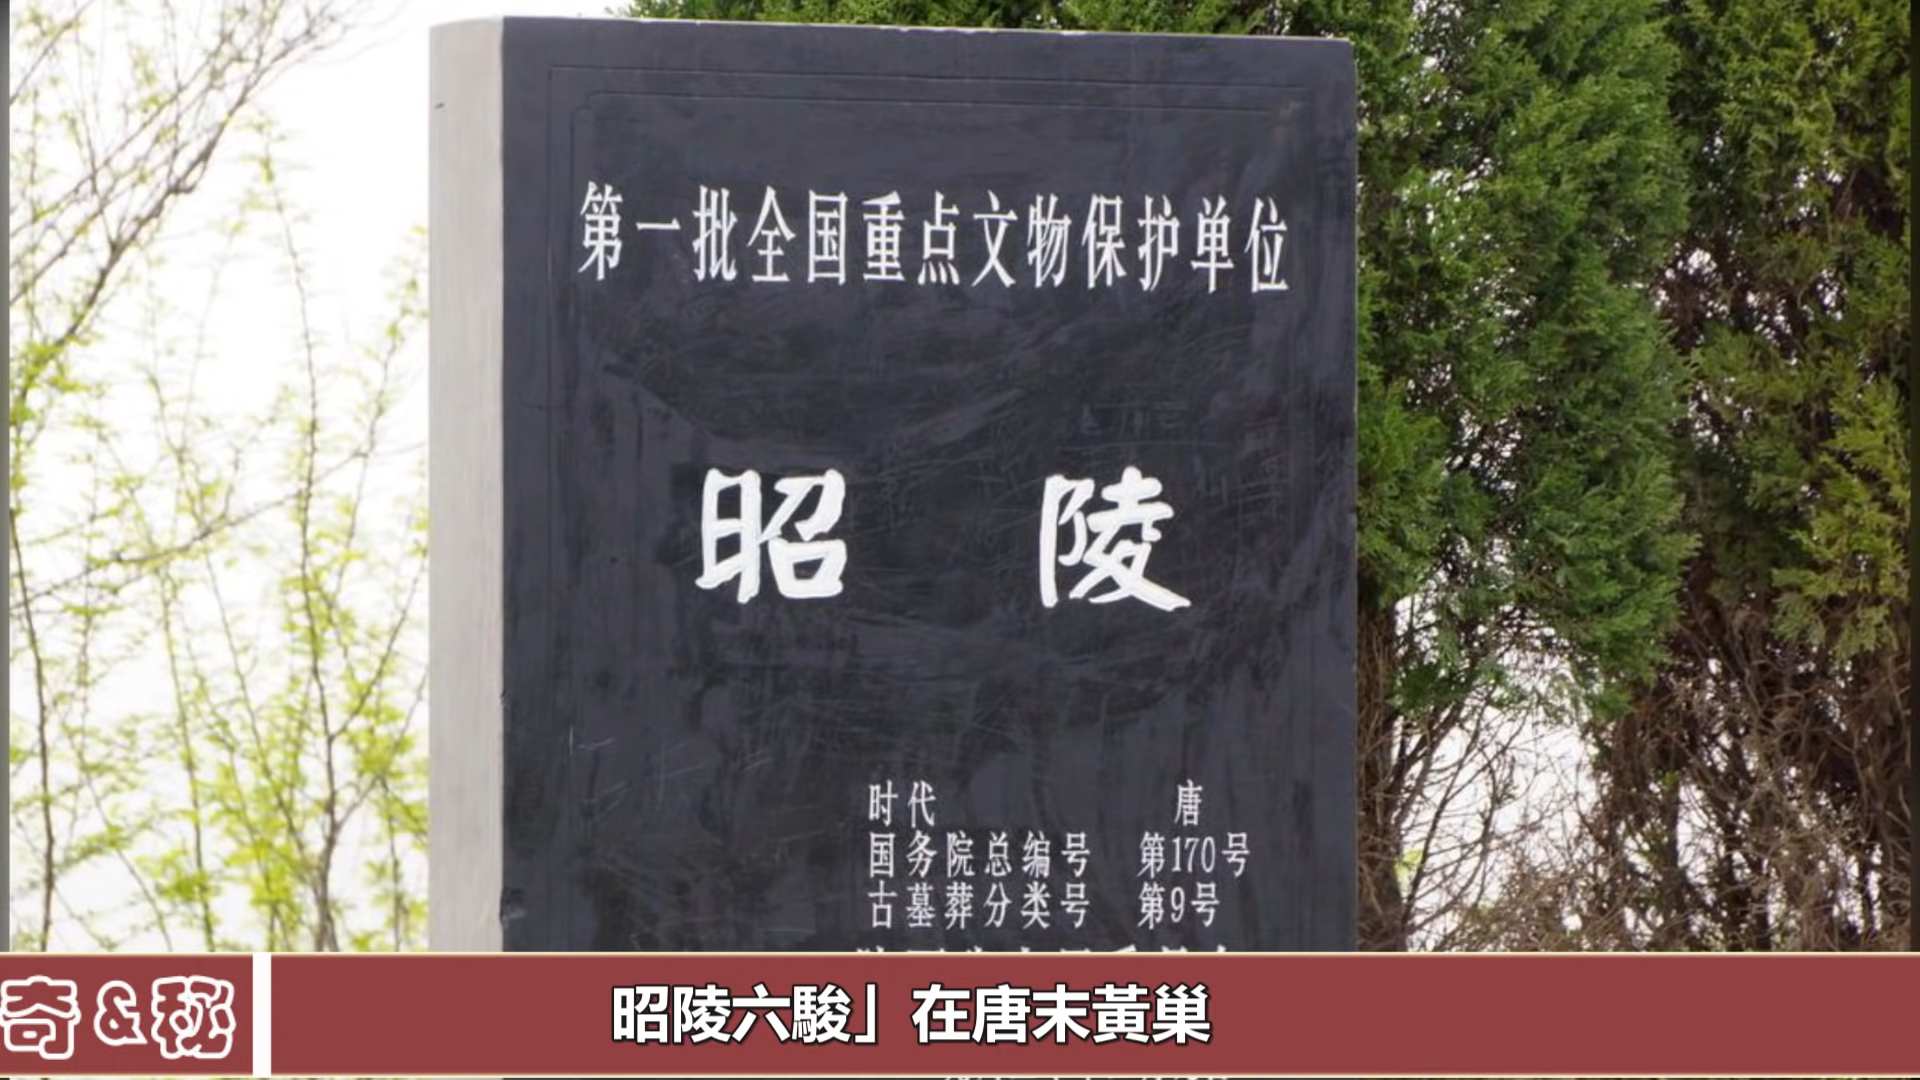 第一批全国重点文物保护单位
昭陵
时代 唐
国务院总编号 第170号
古墓葬分类号 第9号
奇&秘
昭陵六駿」在唐末黃巢